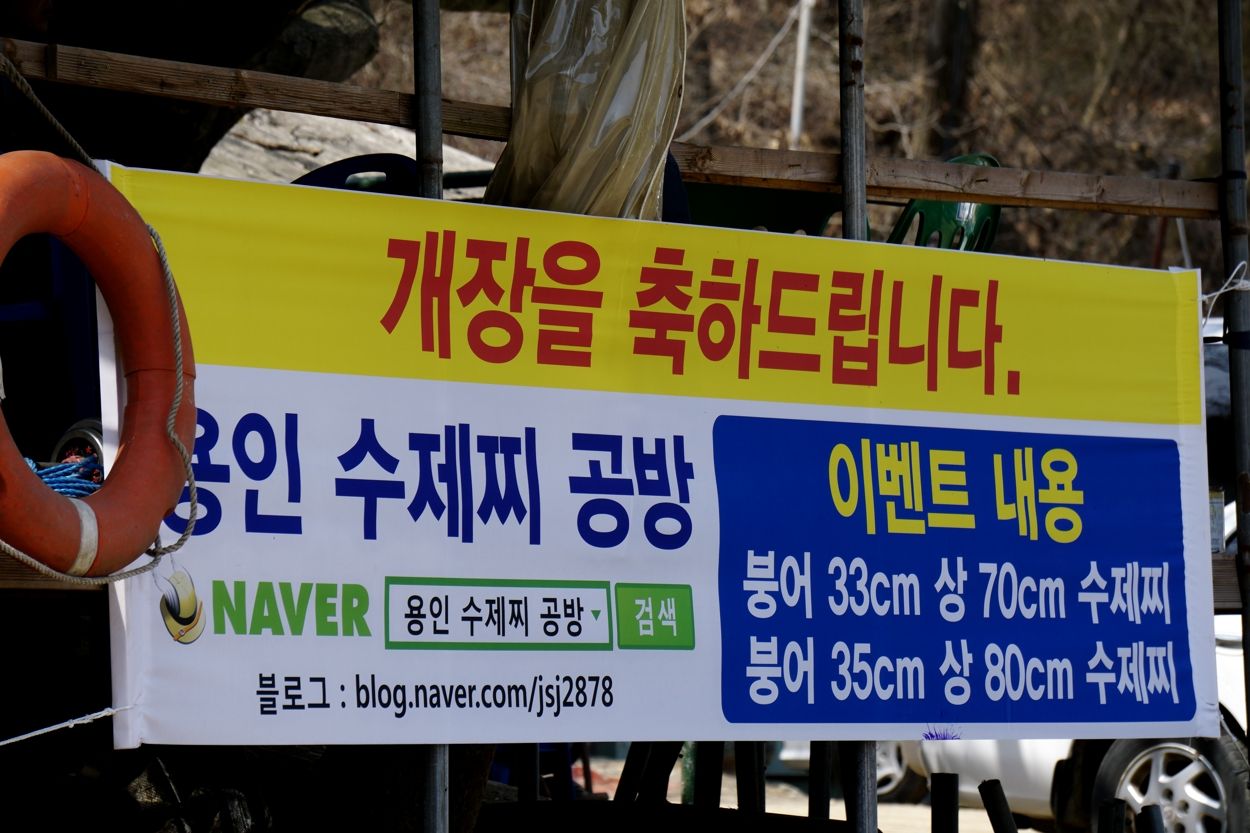 개장을 축하드립니다.
용인 수제찌 공방
NAVER 용인 수제찌 공방 검색
블로그 : blog.naver.com/jsj2878
이벤트 내용
붕어 33cm 상 70cm 수제찌
붕어 35cm 상 80cm 수제찌